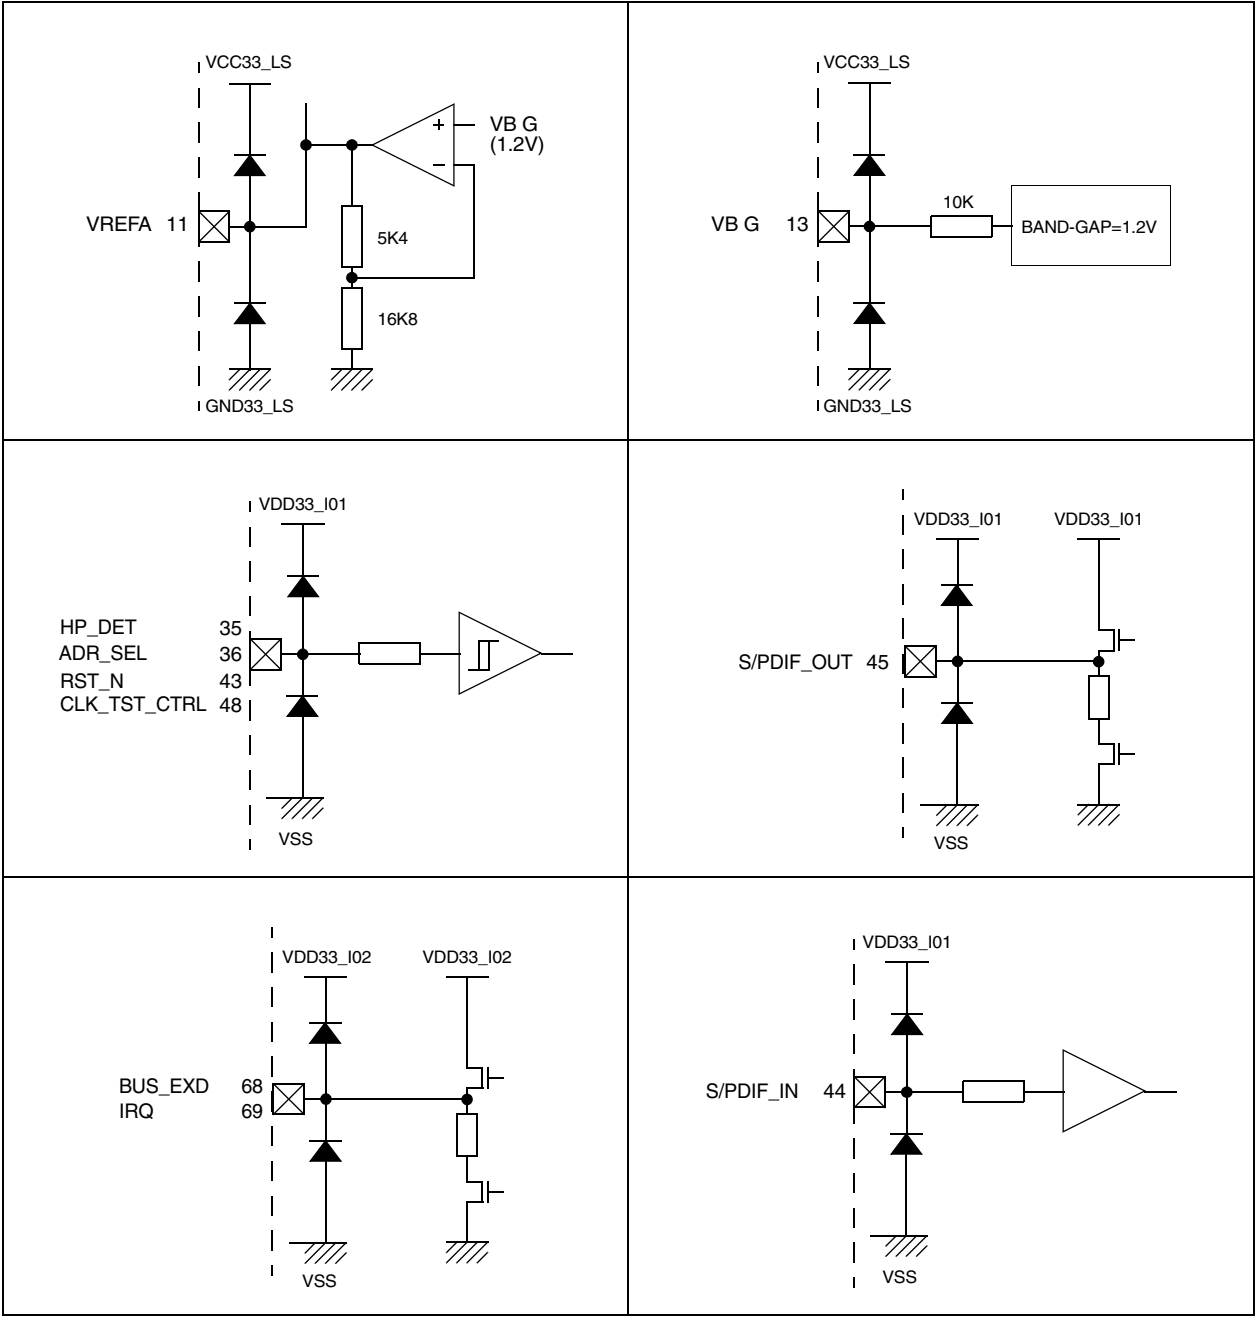 VCC33_LS
VB G
(1.2V)
+
−
VREFA 11
5K4
16K8
GND33_LS
VCC33_LS
10K
VB G 13
BAND-GAP=1.2V
GND33_LS
VDD33_I01
HP_DET 35
ADR_SEL 36
RST_N 43
CLK_TST_CTRL 48
VSS
VDD33_I01 VDD33_I01
S/PDIF_OUT 45
VSS
VDD33_I02 VDD33_I02
BUS_EXD 68
IRQ 69
VSS
VDD33_I01
S/PDIF_IN 44
VSS